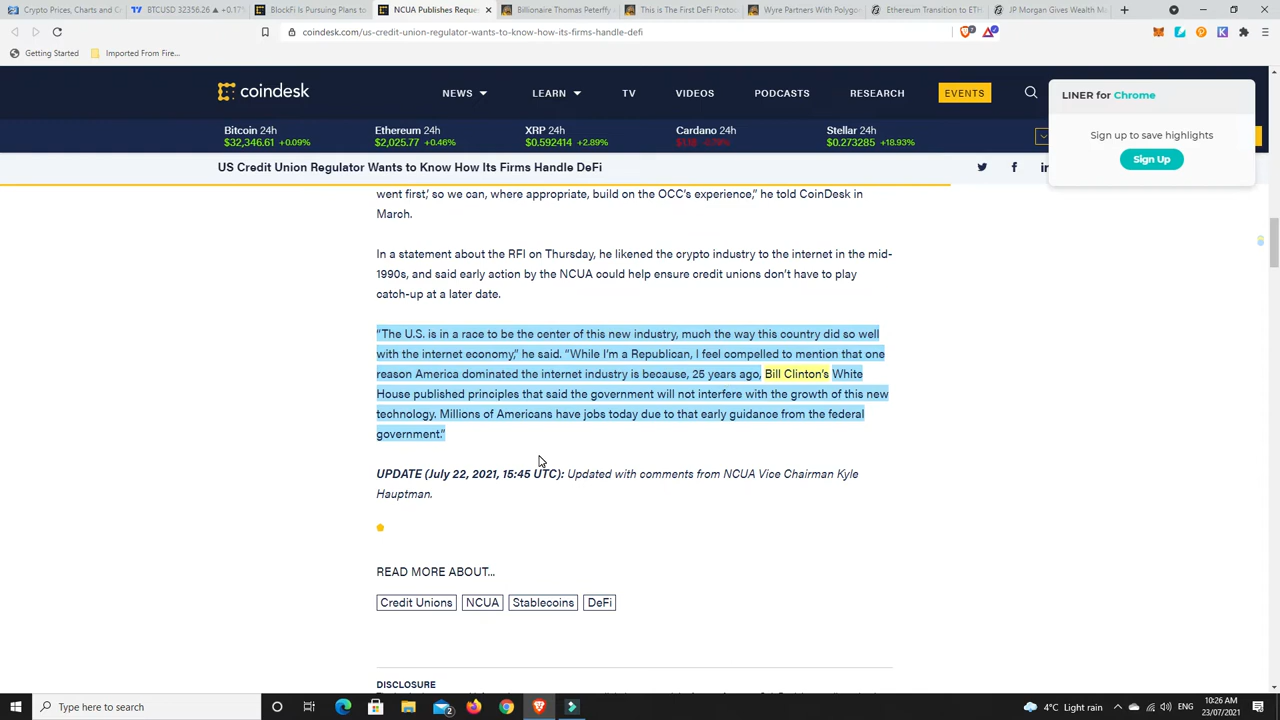 Crypto Prices, Charts and C
BTCUSD 32356.26 ▲ +0.17%
BlockFi Is Pursuing Plans to
NCUA Publishes Reque
Billionaire Thomas Peterffy
This is The First DeFi Protoc
Wyre Partners With Polygo
Ethereum Transition to ETH
JP Morgan Gives Wealth M
coindesk.com/us-credit-union-regulator-wants-to-know-how-its-firms-handle-defi
Getting Started
Imported From Fire...
coindesk
NEWS
LEARN
TV
VIDEOS
PODCASTS
RESEARCH
EVENTS
LINER for Chrome
Sign up to save highlights
Sign Up
Bitcoin 24h
$32,346.61 +0.09%
Ethereum 24h
$2,025.77 +0.46%
XRP 24h
$0.592414 +2.89%
Cardano 24h
Stellar 24h
$0.273285 +18.93%
US Credit Union Regulator Wants to Know How Its Firms Handle DeFi
went first,' so we can, where appropriate, build on the OCC's experience," he told CoinDesk in
March.
In a statement about the RFI on Thursday, he likened the crypto industry to the internet in the mid-
1990s, and said early action by the NCUA could help ensure credit unions don't have to play
catch-up at a later date.
"The U.S. is in a race to be the center of this new industry, much the way this country did so well
with the internet economy," he said. "While I'm a Republican, I feel compelled to mention that one
reason America dominated the internet industry is because, 25 years ago, Bill Clinton's White
House published principles that said the government will not interfere with the growth of this new
technology. Millions of Americans have jobs today due to that early guidance from the federal
government."
UPDATE (July 22, 2021, 15:45 UTC): Updated with comments from NCUA Vice Chairman Kyle
Hauptman.
READ MORE ABOUT...
Credit Unions
NCUA
Stablecoins
DeFi
DISCLOSURE
Type here to search
2
4°C Light rain
ENG
10:26 AM
23/07/2021